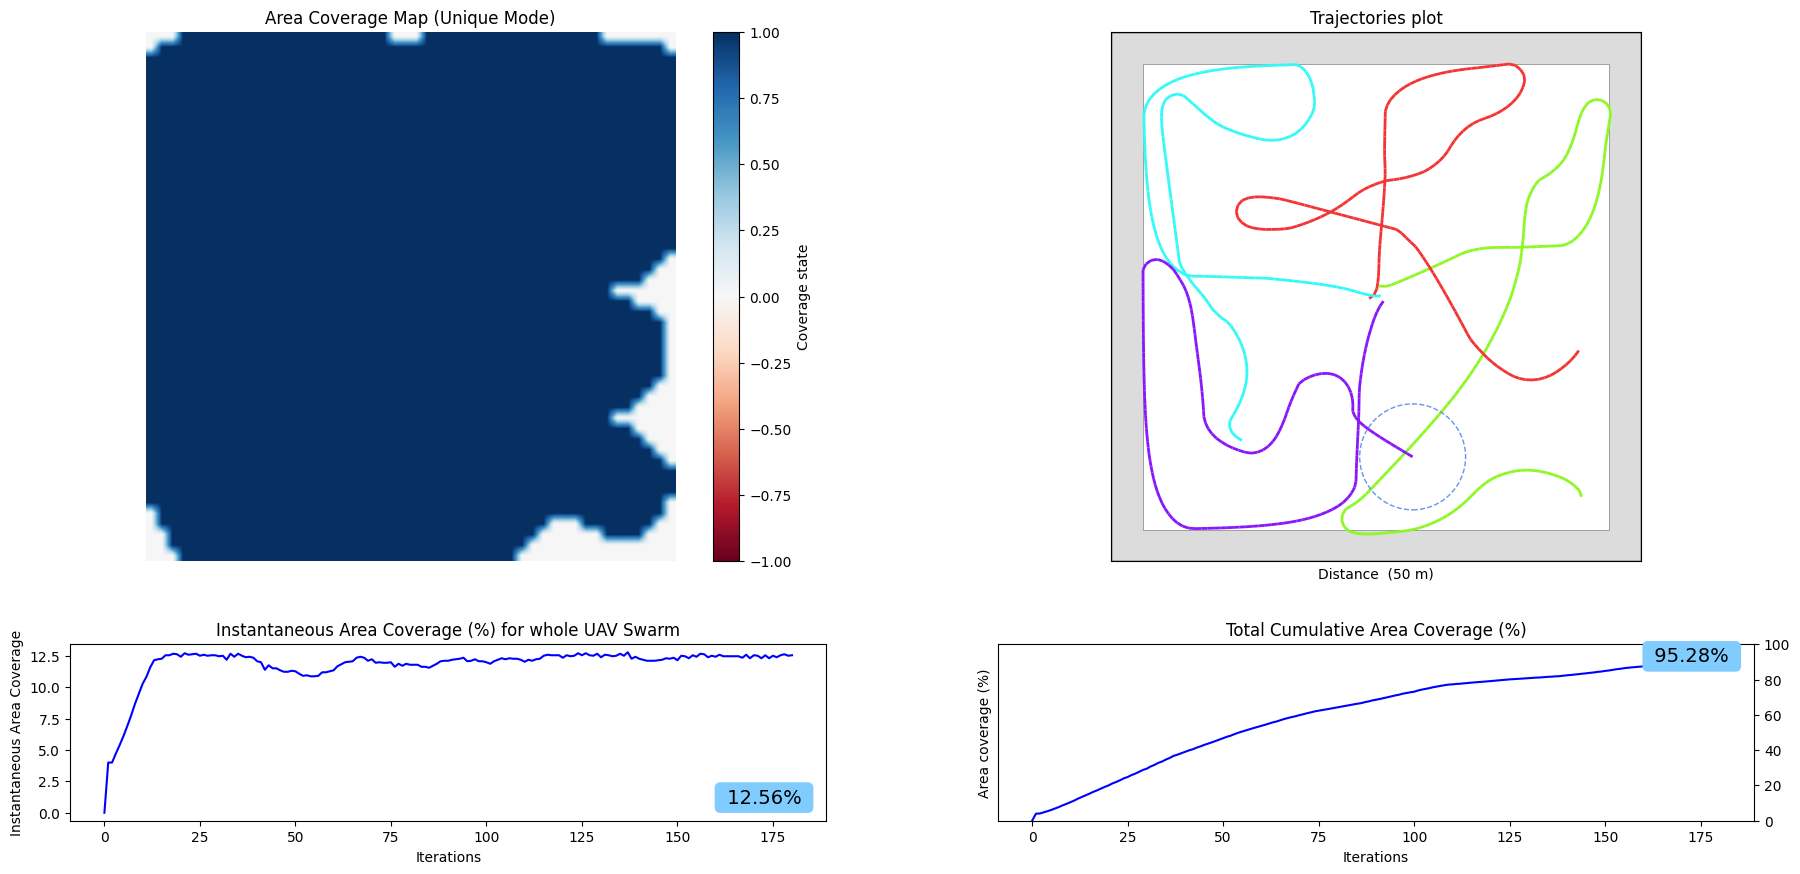 Area Coverage Map (Unique Mode)
1.00
0.75
0.50
0.25
0.00
−0.25
−0.50
−0.75
−1.00
Coverage state
Trajectories plot
Distance  (50 m)
Instantaneous Area Coverage (%) for whole UAV Swarm
Instantaneous Area Coverage
12.5
10.0
7.5
5.0
2.5
0.0
12.56%
0 25 50 75 100 125 150 175
Iterations
Total Cumulative Area Coverage (%)
Area coverage (%)
95.28%
100
80
60
40
20
0
0 25 50 75 100 125 150 175
Iterations